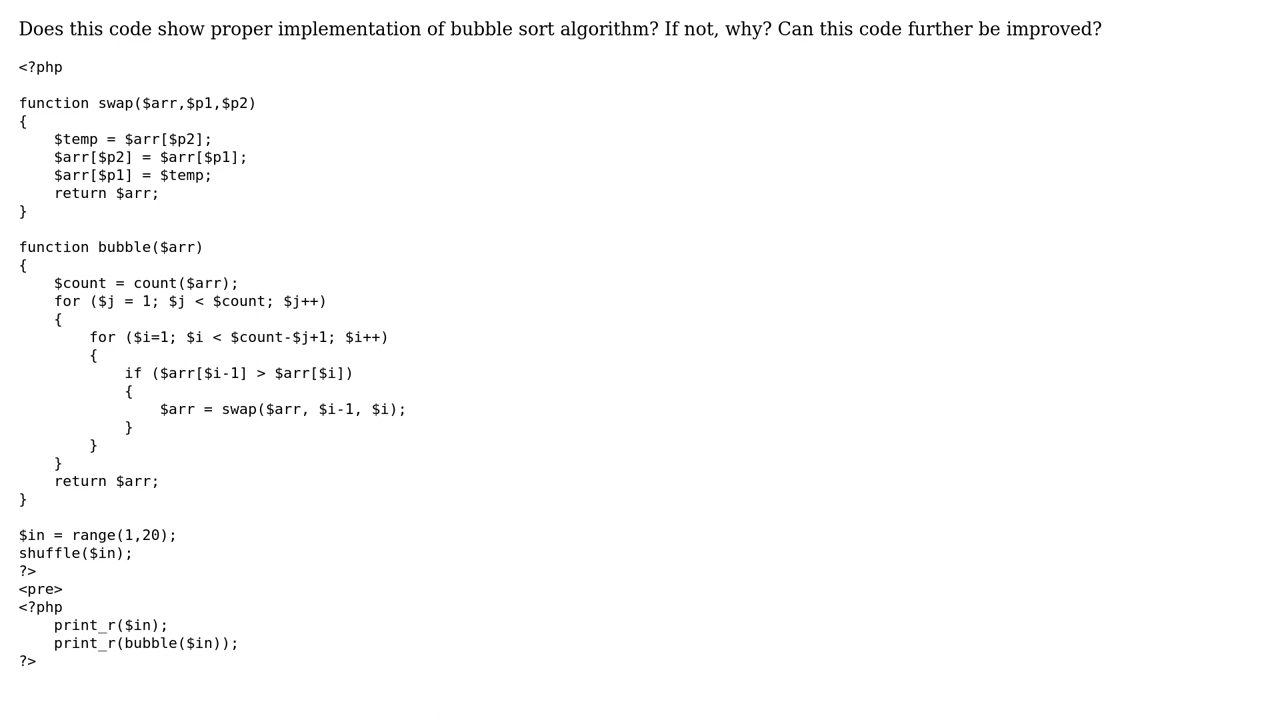 Does this code show proper implementation of bubble sort algorithm? If not, why? Can this code further be improved?
<?php
function swap($arr,$p1,$p2)
{
    $temp = $arr[$p2];
    $arr[$p2] = $arr[$p1];
    $arr[$p1] = $temp;
    return $arr;
}
function bubble($arr)
{
    $count = count($arr);
    for ($j = 1; $j < $count; $j++)
    {
        for ($i=1; $i < $count-$j+1; $i++)
        {
            if ($arr[$i-1] > $arr[$i])
            {
                $arr = swap($arr, $i-1, $i);
            }
        }
    }
    return $arr;
}
$in = range(1,20);
shuffle($in);
?>
<pre>
<?php
    print_r($in);
    print_r(bubble($in));
?>